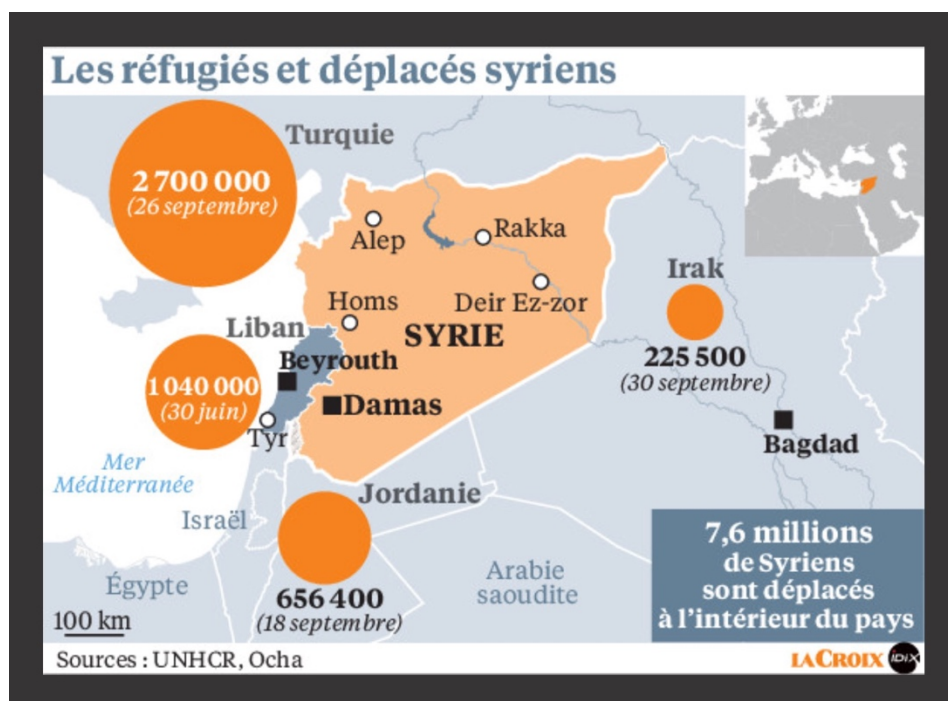 Les réfugiés et déplacés syriens
Turquie
2 700 000
(26 septembre)
Alep
Rakka
Irak
Homs
Deir Ez-zor
Liban
SYRIE
Beyrouth
225 500
(30 septembre)
1 040 000
(30 juin)
Damas
Tyr
Bagdad
Mer
Méditerranée
Jordanie
Israël
7,6 millions
de Syriens
sont déplacés
à l’intérieur du pays
Arabie
saoudite
Égypte
656 400
(18 septembre)
100 km
Sources : UNHCR, Ocha
LACROIX IDIX